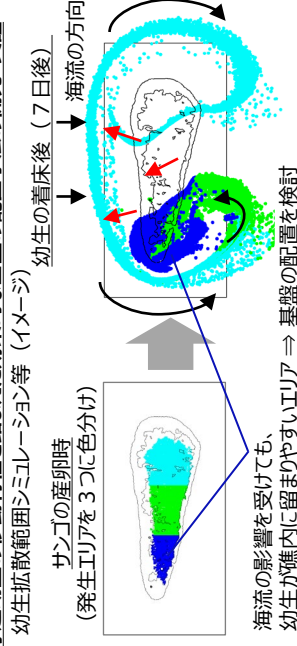 幼生拡散範囲シミュレーション等（イメージ）
サンゴの産卵時
（発生エリアを３つに色分け）
幼生の着床後（７日後）
海流の方向
海流の影響を受けても、
幼生が礁内に留まりやすいエリア ⇒ 基盤の配置を検討